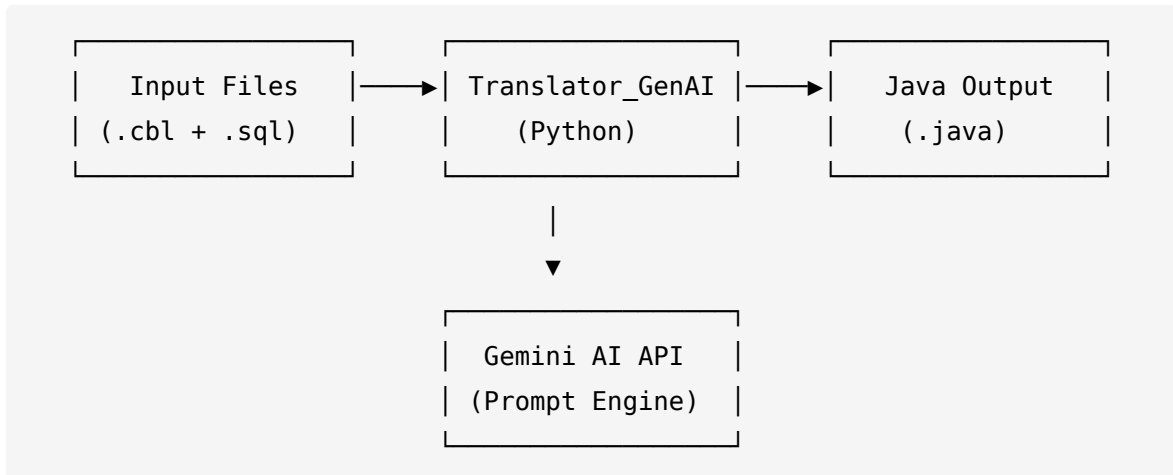 Input Files
Translator_GenAI
Java Output
(.cbl + .sql)
(Python)
(.java)
Gemini AI API
(Prompt Engine)